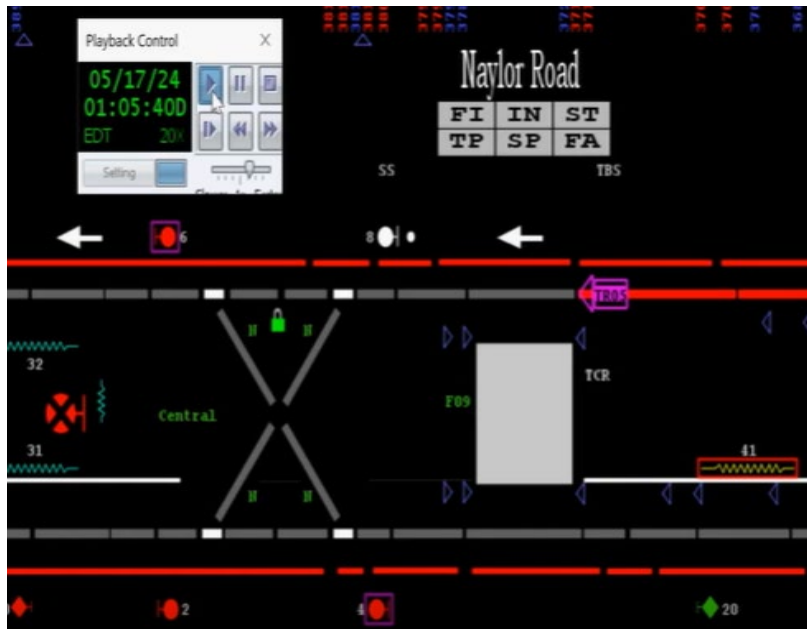 Playback Control
05/17/24
01:05:40D
EDT 20X
Setting
Naylor Road
FI IN ST
TP SP FA
SS
TBS
6
8
TR05
N N
32
TCR
F09
Central
31
41
N N
2
4
20